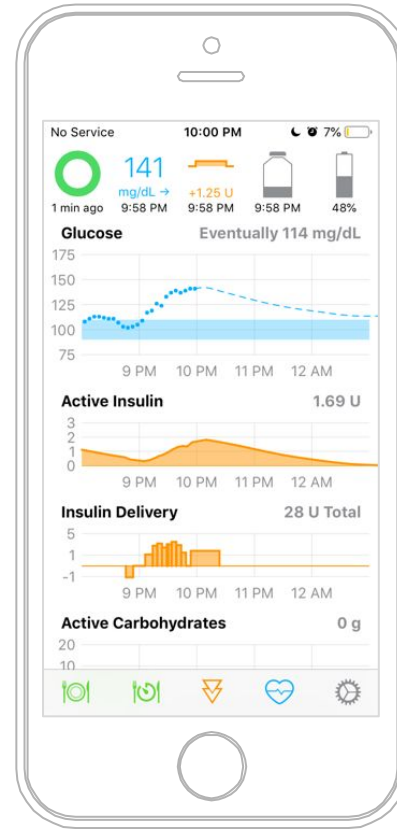 No Service 10:00 PM 7%
141
mg/dL → +1.25 U
1 min ago 9:58 PM 9:58 PM 9:58 PM 48%
Glucose Eventually 114 mg/dL
175
150
125
100
75
9 PM 10 PM 11 PM 12 AM
Active Insulin 1.69 U
3
2
1
0
9 PM 10 PM 11 PM 12 AM
Insulin Delivery 28 U Total
5
1
-1
9 PM 10 PM 11 PM 12 AM
Active Carbohydrates 0 g
20
10